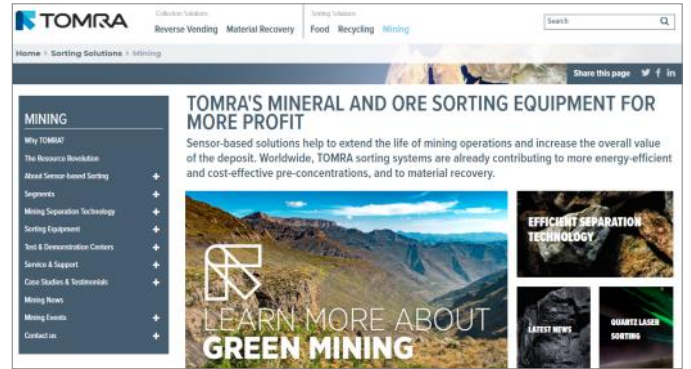 TOMRA
Collection Solutions
Reverse Vending Material Recovery
Sorting Solutions
Food Recycling Mining
Search
Home > Sorting Solutions > Mining
Share this page
MINING
Why TOMRA?
The Resource Revolution
About Sensor-based Sorting +
Segments +
Mining Separation Technology +
Sorting Equipment +
Test & Demonstration Centers +
Service & Support +
Case Studies & Testimonials +
Mining News
Mining Events +
Contact us +
TOMRA'S MINERAL AND ORE SORTING EQUIPMENT FOR
MORE PROFIT
Sensor-based solutions help to extend the life of mining operations and increase the overall value
of the deposit. Worldwide, TOMRA sorting systems are already contributing to more energy-efficient
and cost-effective pre-concentrations, and to material recovery.
LEARN MORE ABOUT
GREEN MINING
EFFICIENT SEPARATION
TECHNOLOGY
LATEST NEWS
QUARTZ LASER
SORTING